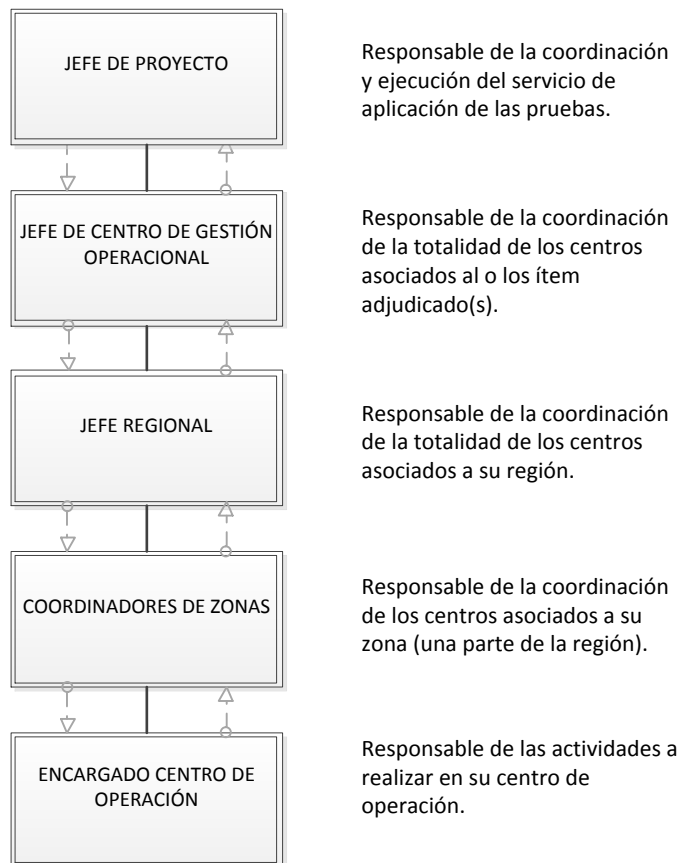 JEFE DE PROYECTO
Responsable de la coordinación
y ejecución del servicio de
aplicación de las pruebas.
JEFE DE CENTRO DE GESTIÓN
OPERACIONAL
Responsable de la coordinación
de la totalidad de los centros
asociados al o los ítem
adjudicado(s).
JEFE REGIONAL
Responsable de la coordinación
de la totalidad de los centros
asociados a su región.
COORDINADORES DE ZONAS
Responsable de la coordinación
de los centros asociados a su
zona (una parte de la región).
ENCARGADO CENTRO DE
OPERACIÓN
Responsable de las actividades a
realizar en su centro de
operación.